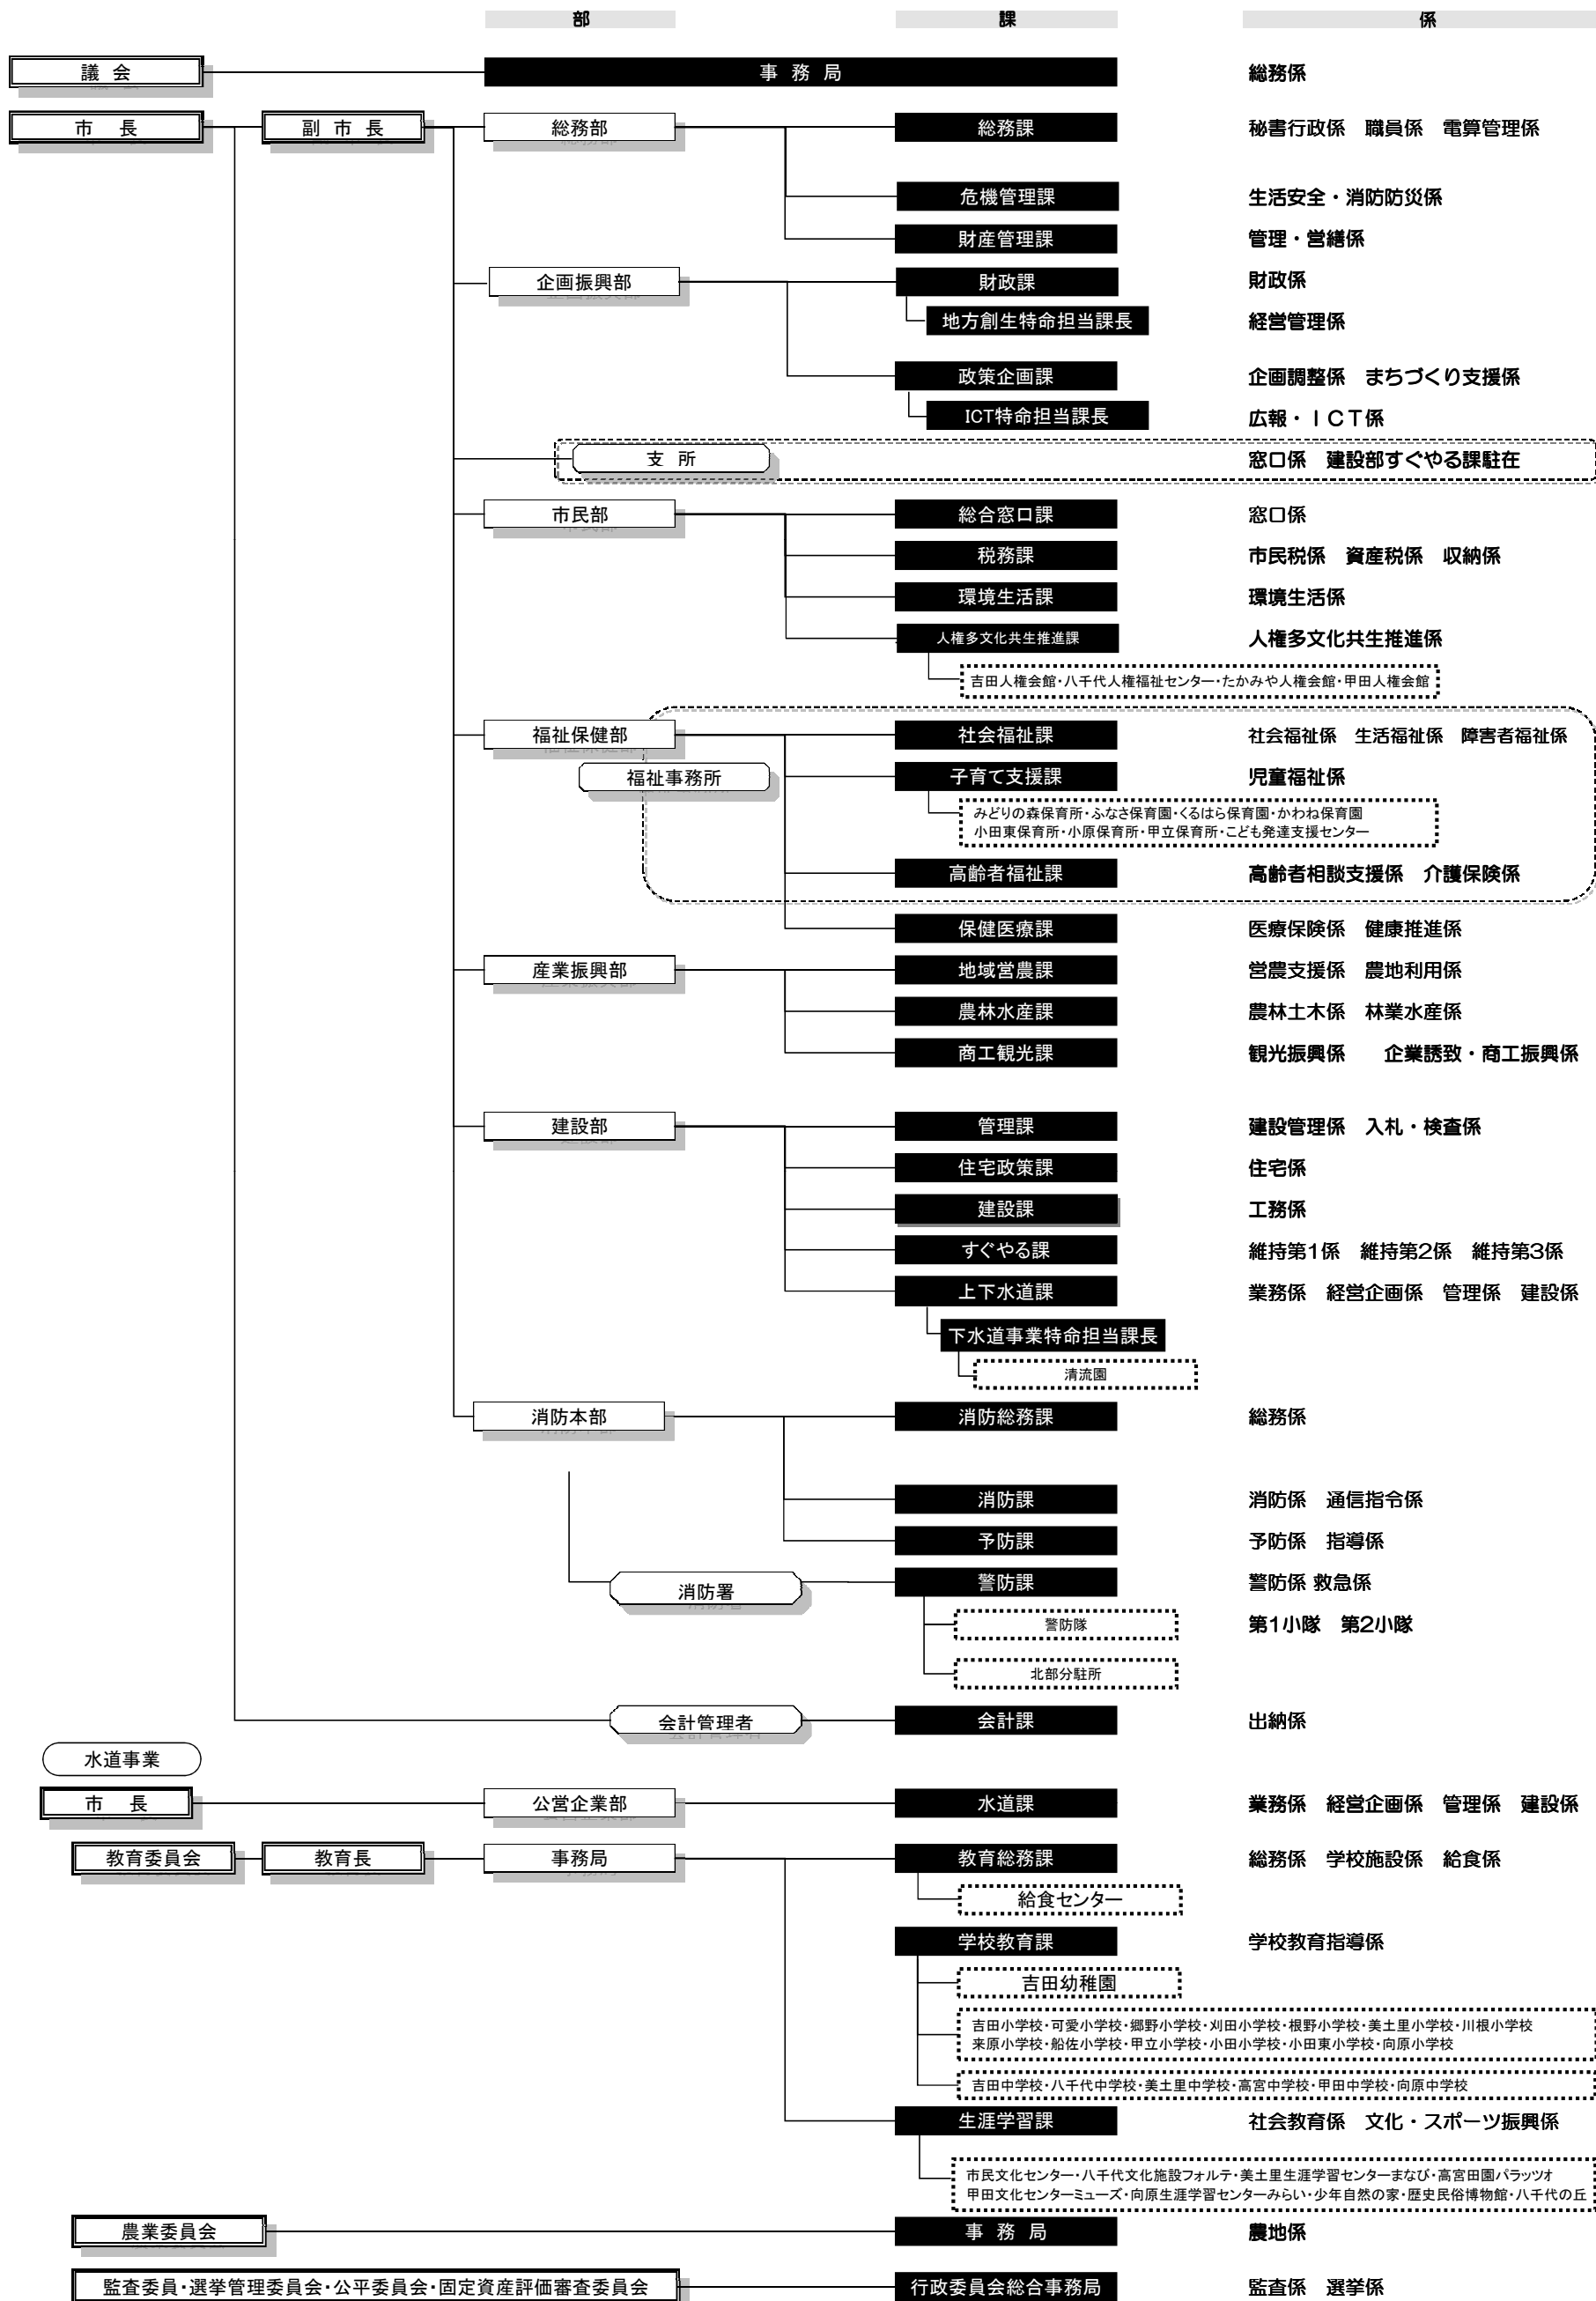 部　課　係
議 会　事 務 局　総務係
市　長　副 市 長　総務部　総務課　秘書行政係　職員係　電算管理係
危機管理課　生活安全・消防防災係
財産管理課　管理・営繕係
企画振興部　財政課　財政係
地方創生特命担当課長　経営管理係
政策企画課　企画調整係　まちづくり支援係
ICT特命担当課長　広報・ＩＣＴ係
支 所　窓口係　建設部すぐやる課駐在
市民部　総合窓口課　窓口係
税務課　市民税係　資産税係　収納係
環境生活課　環境生活係
人権多文化共生推進課　人権多文化共生推進係
吉田人権会館・八千代人権福祉センター・たかみや人権会館・甲田人権会館
福祉保健部　社会福祉課　社会福祉係　生活福祉係　障害者福祉係
福祉事務所　子育て支援課　児童福祉係
みどりの森保育所・ふなさ保育園・くるはら保育園・かわね保育園
小田東保育所・小原保育所・甲立保育所・こども発達支援センター
高齢者福祉課　高齢者相談支援係　介護保険係
保健医療課　医療保険係　健康推進係
産業振興部　地域営農課　営農支援係　農地利用係
農林水産課　農林土木係　林業水産係
商工観光課　観光振興係　企業誘致・商工振興係
建設部　管理課　建設管理係　入札・検査係
住宅政策課　住宅係
建設課　工務係
すぐやる課　維持第1係　維持第2係　維持第3係
上下水道課　業務係　経営企画係　管理係　建設係
下水道事業特命担当課長
清流園
消防本部　消防総務課　総務係
消防課　消防係　通信指令係
予防課　予防係　指導係
消防署　警防課　警防係 救急係
警防隊　第1小隊　第2小隊
北部分駐所
会計管理者　会計課　出納係
水道事業
市　長　公営企業部　水道課　業務係　経営企画係　管理係　建設係
教育委員会　教育長　事務局　教育総務課　総務係　学校施設係　給食係
給食センター
学校教育課　学校教育指導係
吉田幼稚園
吉田小学校・可愛小学校・郷野小学校・刈田小学校・根野小学校・美土里小学校・川根小学校
来原小学校・船佐小学校・甲立小学校・小田小学校・小田東小学校・向原小学校
吉田中学校・八千代中学校・美土里中学校・高宮中学校・甲田中学校・向原中学校
生涯学習課　社会教育係　文化・スポーツ振興係
市民文化センター・八千代文化施設フォルテ・美土里生涯学習センターまなび・高宮田園パラッツオ
甲田文化センターミューズ・向原生涯学習センターみらい・少年自然の家・歴史民俗博物館・八千代の丘
農業委員会　事 務 局　農地係
監査委員・選挙管理委員会・公平委員会・固定資産評価審査委員会　行政委員会総合事務局　監査係　選挙係